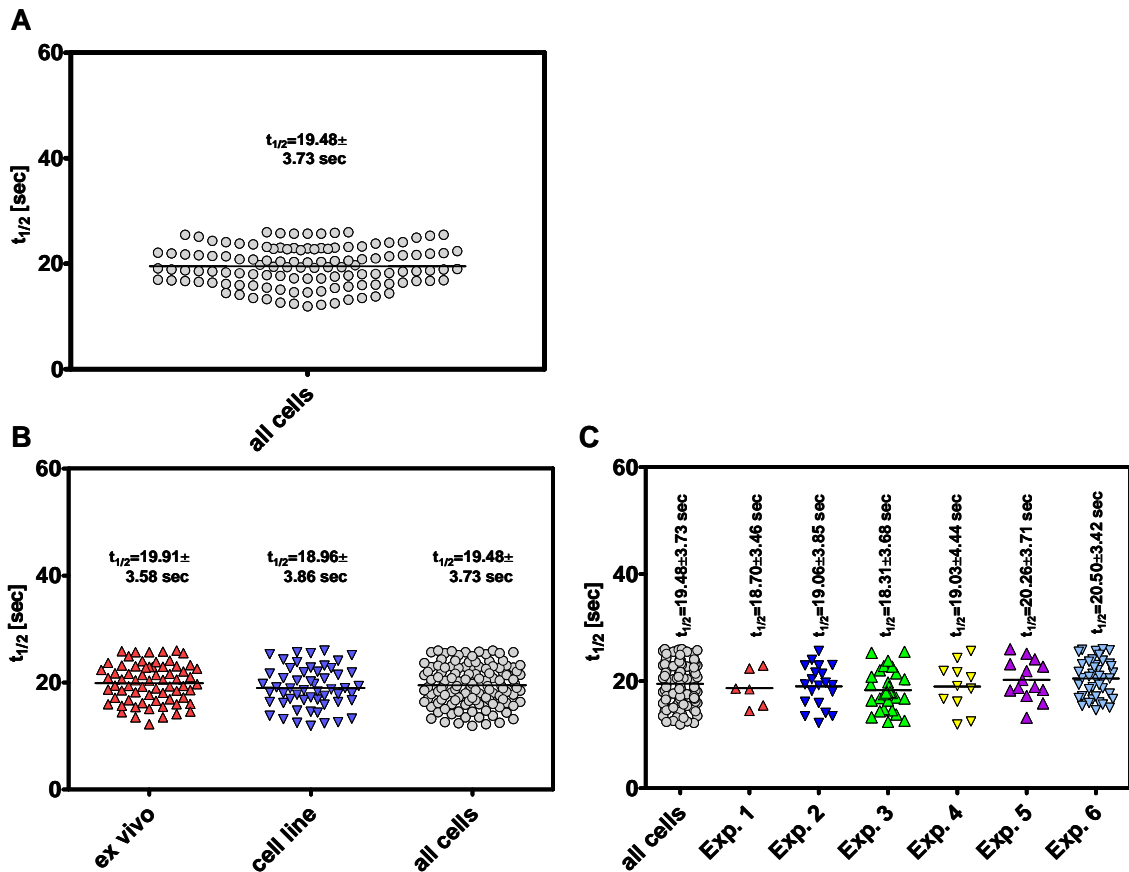 A
60
40
20
0
t1/2 [sec]
t1/2=19.48±
3.73 sec
all cells
B
60
40
20
0
t1/2 [sec]
t1/2=19.91±
3.58 sec
t1/2=18.96±
3.86 sec
t1/2=19.48±
3.73 sec
ex vivo
cell line
all cells
C
60
40
20
0
t1/2 [sec]
t1/2=19.48±3.73 sec
t1/2=18.70±3.46 sec
t1/2=19.06±3.85 sec
t1/2=18.31±3.68 sec
t1/2=19.03±4.44 sec
t1/2=20.26±3.71 sec
t1/2=20.50±3.42 sec
all cells
Exp. 1
Exp. 2
Exp. 3
Exp. 4
Exp. 5
Exp. 6